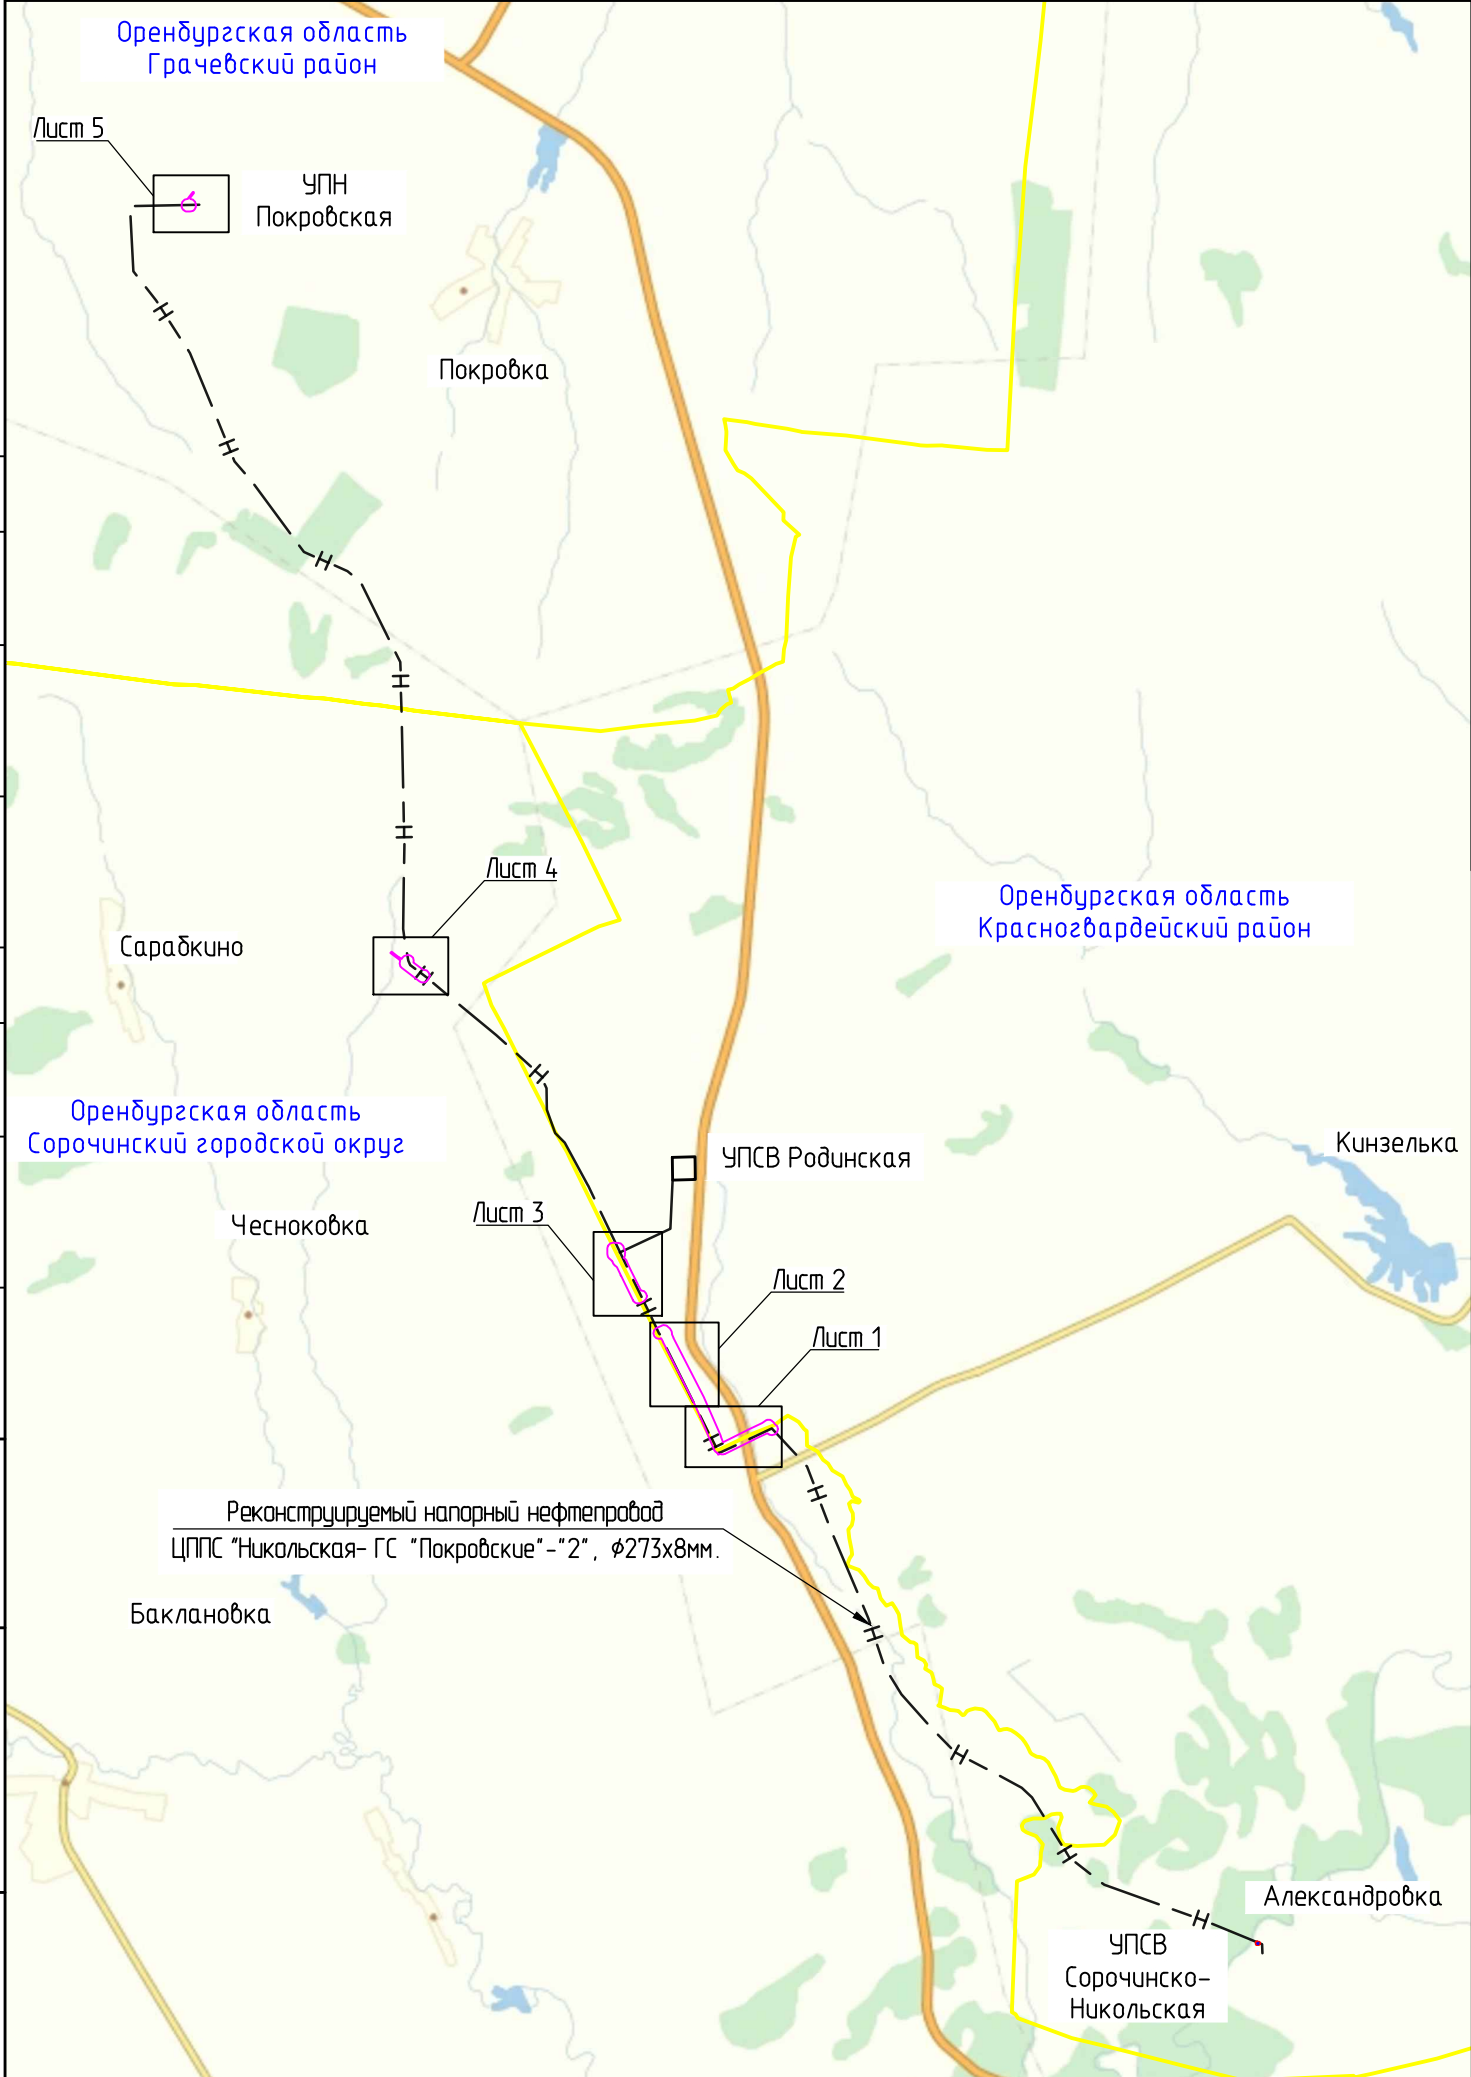 Оренбургская область
Грачевский район
Лист 5
УПН
Покровская
Покровка
Лист 4
Оренбургская область
Красногвардейский район
Сарабкино
Оренбургская область
Сорочинский городской округ
Кинзелька
УПСВ Родинская
Лист 3
Чесноковка
Лист 2
Лист 1
Реконструируемый напорный нефтепровод
ЦППС "Никольская- ГС "Покровские"-"2", ϕ273х8мм.
Баклановка
Александровка
УПСВ
Сорочинско-
Никольская
Н
Н
Н
Н
Н
Н
Н
Н
Н
Н
Н
Н
Н
Н